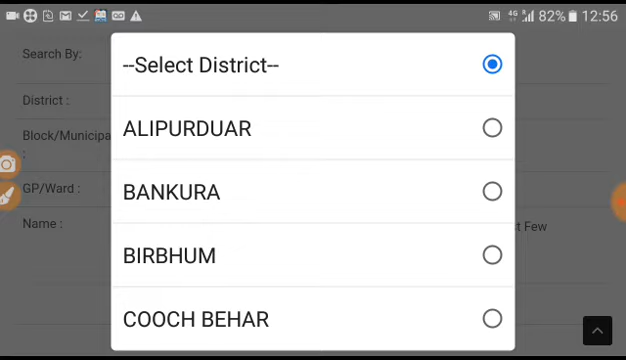 4G 82% 12:56
Search By:
--Select District--
District :
ALIPURDUAR
Block/Municipa
:
BANKURA
GP/Ward :
Name :
t Few
BIRBHUM
COOCH BEHAR